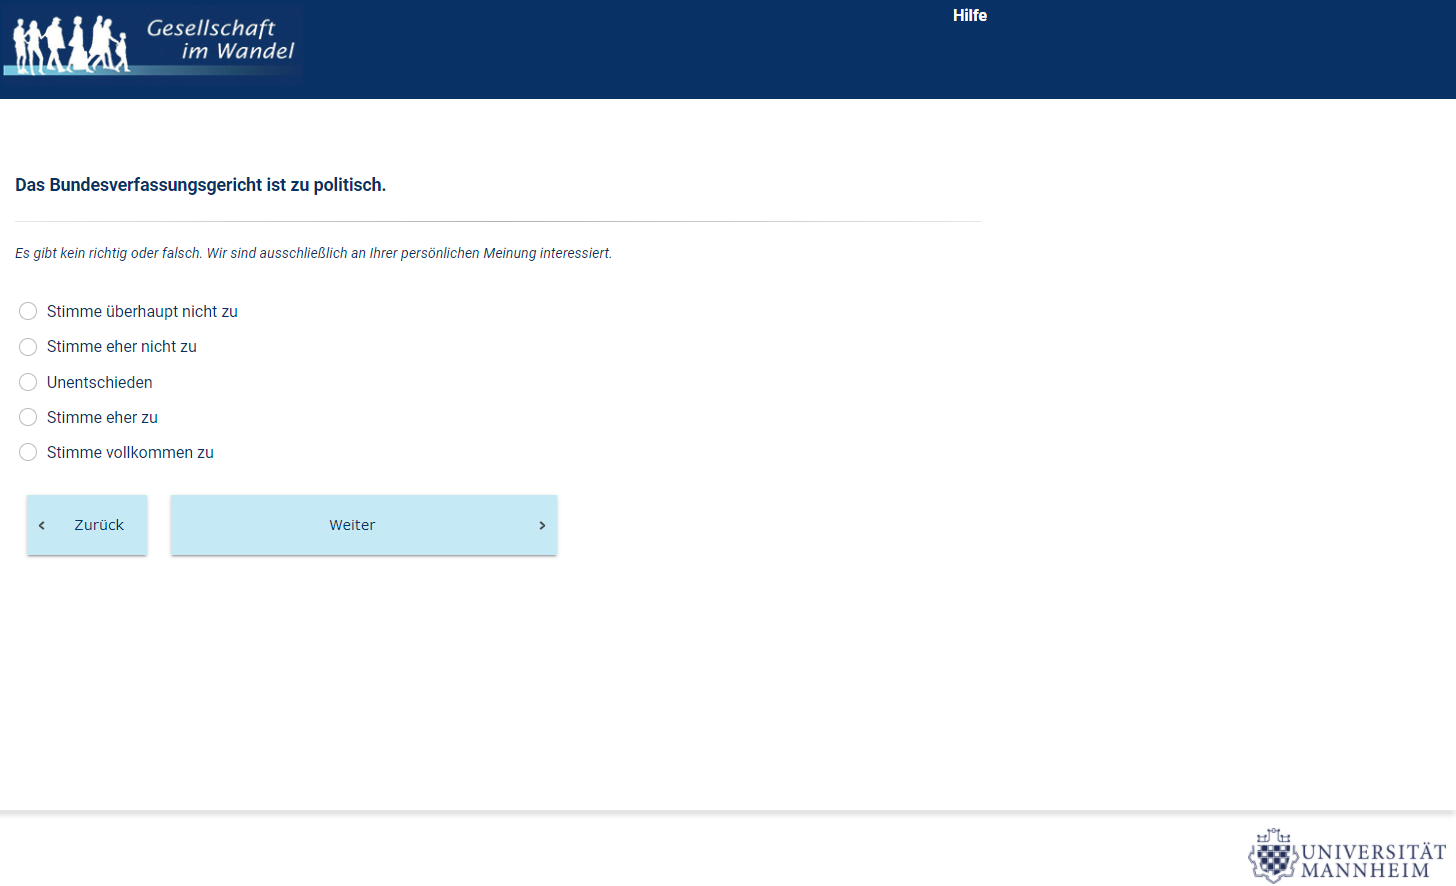 Gesellschaft
im Wandel
Hilfe
Das Bundesverfassungsgericht ist zu politisch.
Es gibt kein richtig oder falsch. Wir sind ausschließlich an Ihrer persönlichen Meinung interessiert.
Stimme überhaupt nicht zu
Stimme eher nicht zu
Unentschieden
Stimme eher zu
Stimme vollkommen zu
Zurück
Weiter
UNIVERSITÄT
MANNHEIM